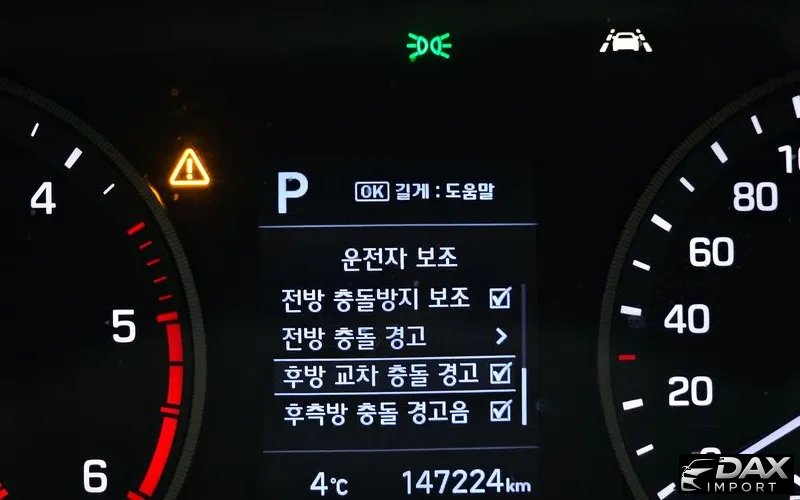 P
OK 길게 : 도움말
운전자 보조
전방 충돌방지 보조
전방 충돌 경고
후방 교차 충돌 경고
후측방 충돌 경고음
4°C 147224km
4
5
6
80
60
40
20
DAX
IMPORT